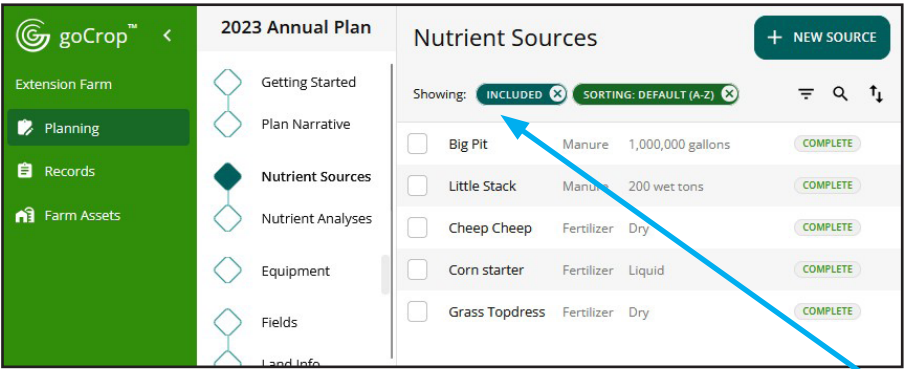 goCrop™ <
Extension Farm
Planning
Records
Farm Assets
2023 Annual Plan
Getting Started
Plan Narrative
Nutrient Sources
Nutrient Analyses
Equipment
Fields
Land Info
Nutrient Sources
+ NEW SOURCE
Showing: INCLUDED SORTING: DEFAULT (A-Z)
Big Pit Manure 1,000,000 gallons COMPLETE
Little Stack Manure 200 wet tons COMPLETE
Cheep Cheep Fertilizer Dry COMPLETE
Corn starter Fertilizer Liquid COMPLETE
Grass Topdress Fertilizer Dry COMPLETE